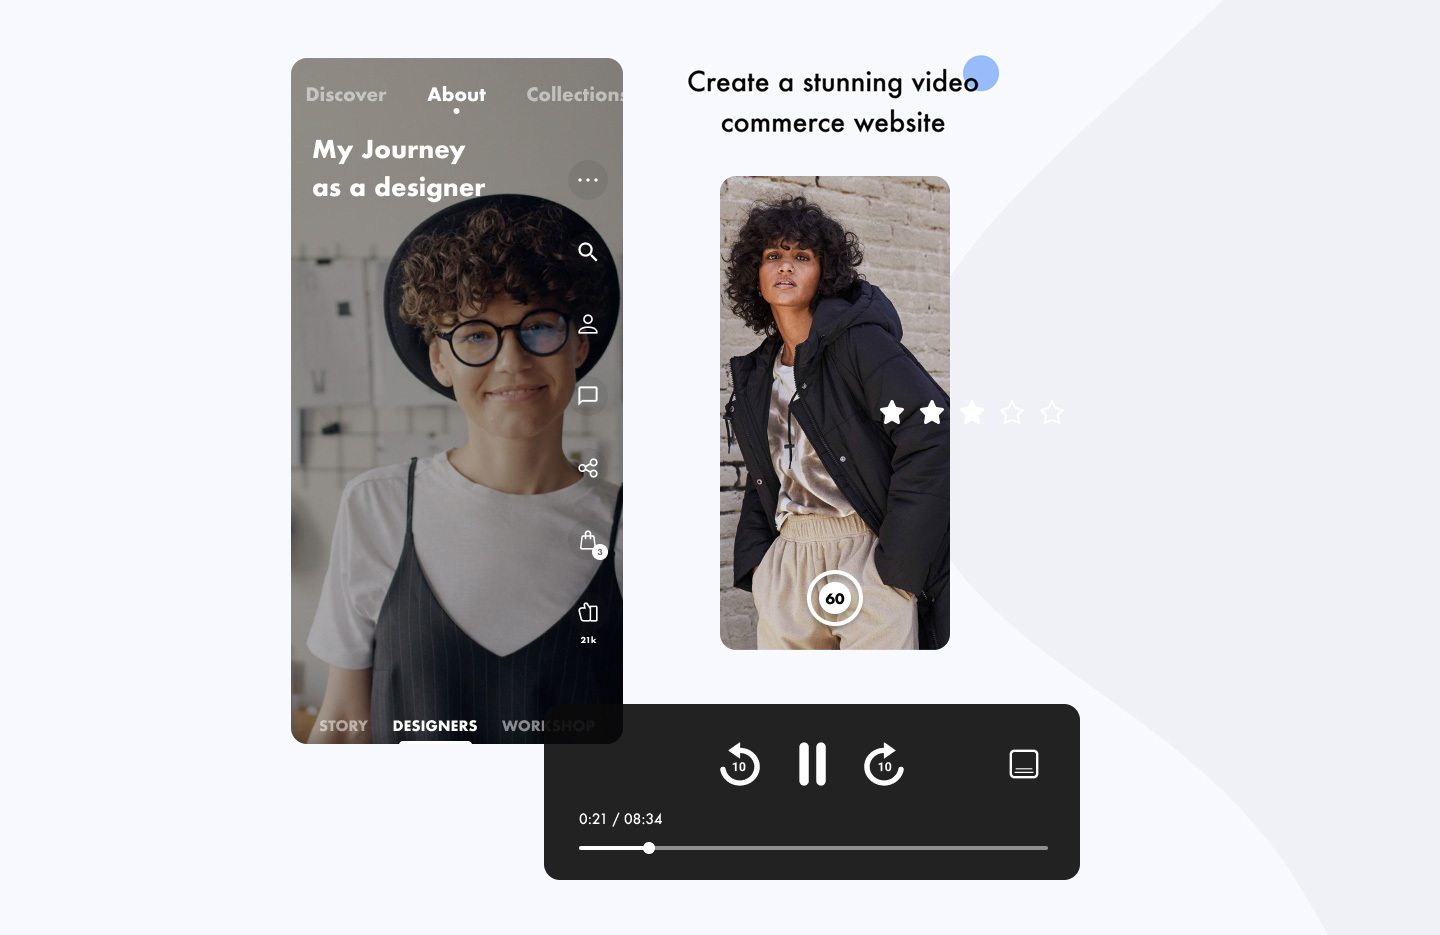 Discover About Collections
My Journey
as a designer
3
21k
STORY DESIGNERS WORKSHOP
Create a stunning video
commerce website
60
10 10
0:21 / 08:34